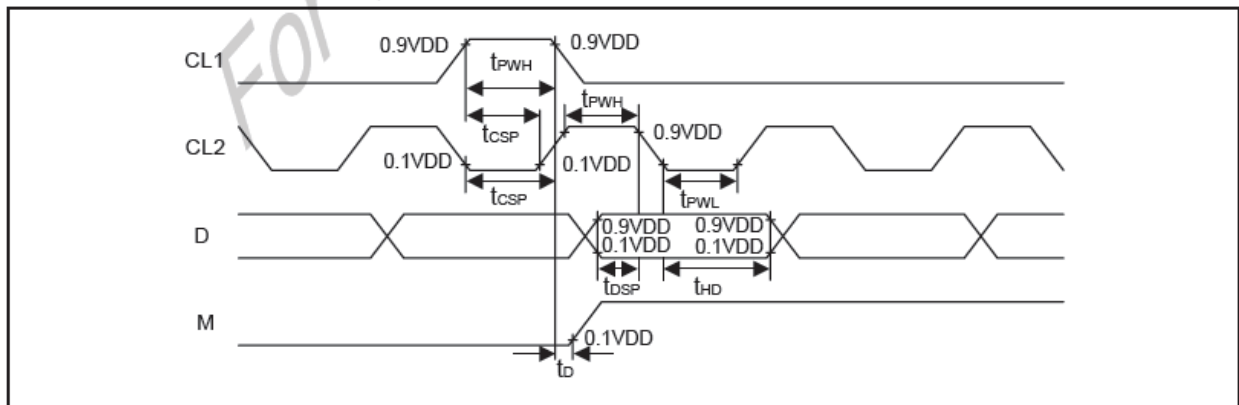 For
CL1
0.9VDD
0.9VDD
tPWH
tPWH
tCSP
CL2
0.9VDD
0.1VDD
0.1VDD
tCSP
tPWL
D
0.9VDD
0.9VDD
0.1VDD
0.1VDD
tDSP
tHD
M
0.1VDD
tD